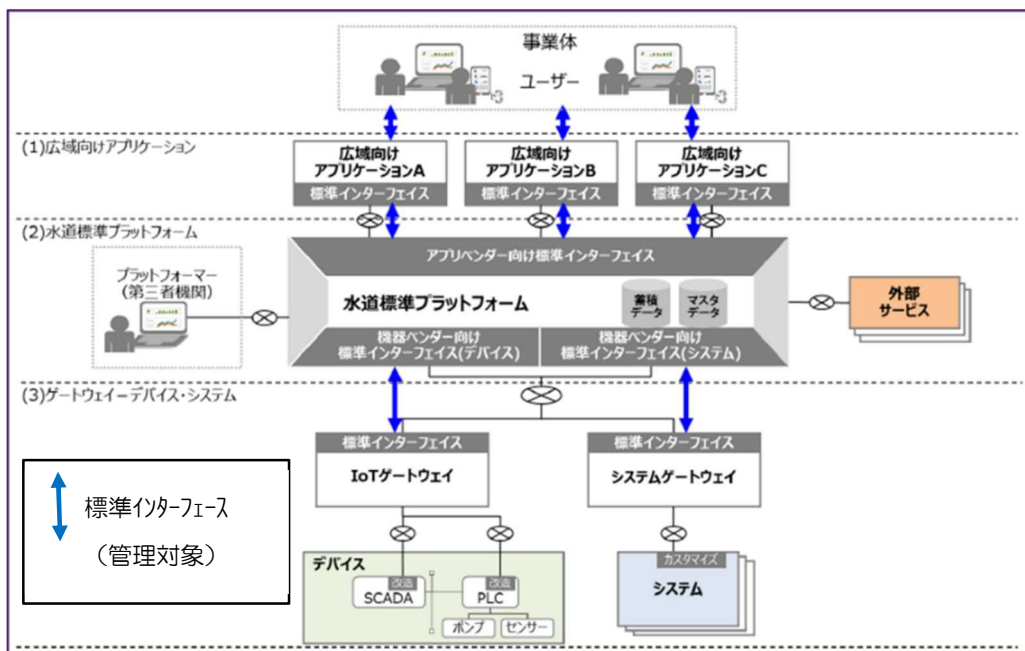 事業体
ユーザー
(1)広域向けアプリケーション
広域向け
アプリケーションA
標準インターフェイス
広域向け
アプリケーションB
標準インターフェイス
広域向け
アプリケーションC
標準インターフェイス
(2)水道標準プラットフォーム
プラットフォーマー
(第三者機関)
アプリベンダー向け標準インターフェイス
水道標準プラットフォーム
蓄積
データ
マスタ
データ
機器ベンダー向け
標準インターフェイス(デバイス)
機器ベンダー向け
標準インターフェイス(システム)
外部
サービス
(3)ゲートウェイーデバイス・システム
標準インターフェイス
IoTゲートウェイ
標準インターフェイス
システムゲートウェイ
標準インターフェース
（管理対象）
デバイス
改造
SCADA
改造
PLC
ポンプ
センサー
カスタマイズ
システム